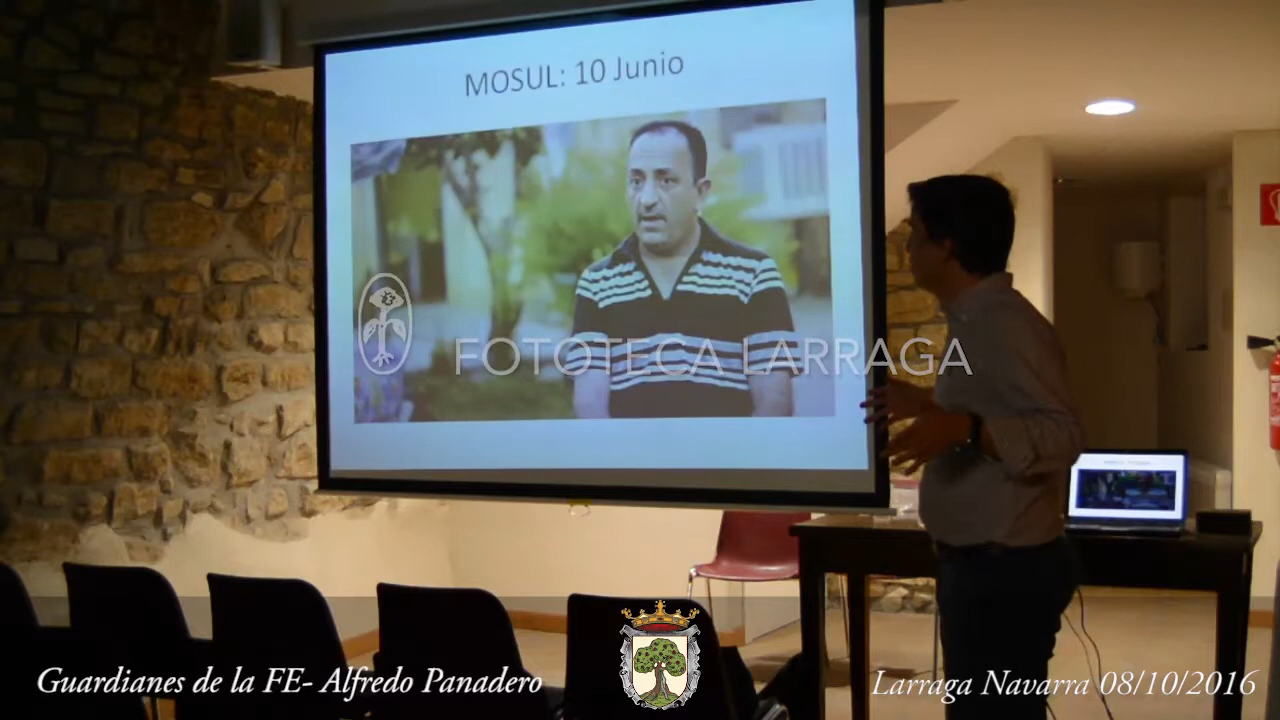 MOSUL: 10 Junio
FOTOTECA LARRAGA
Guardianes de la FE- Alfredo Panadero
Larraga Navarra 08/10/2016